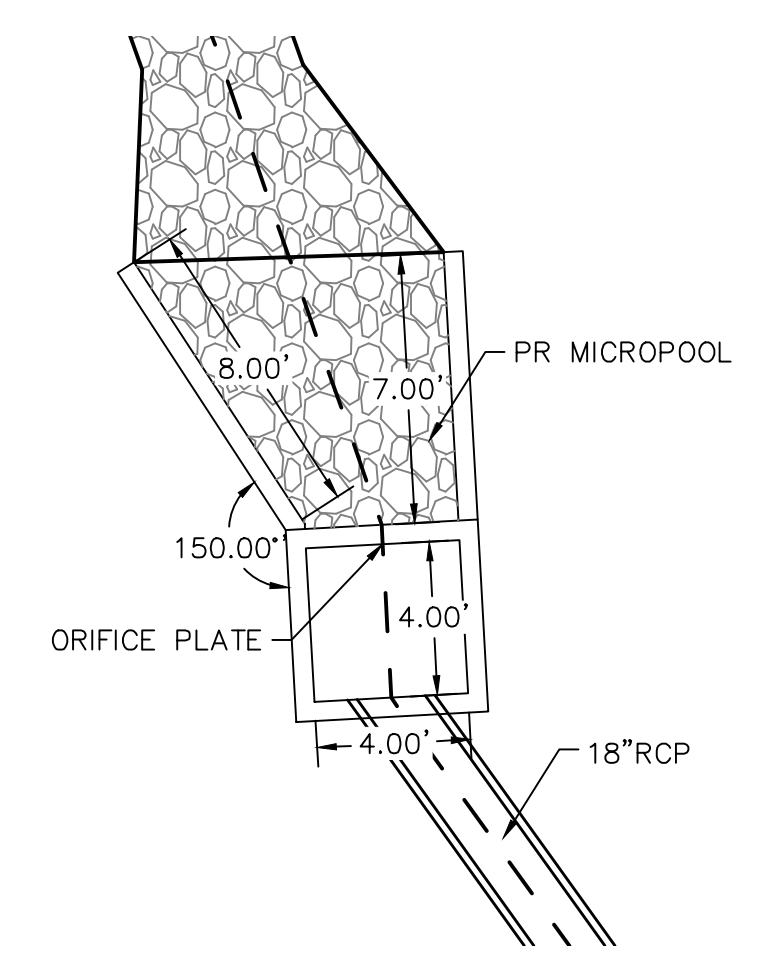 PR MICROPOOL
8.00'
7.00'
150.00°'
4.00'
ORIFICE PLATE
4.00'
18"RCP